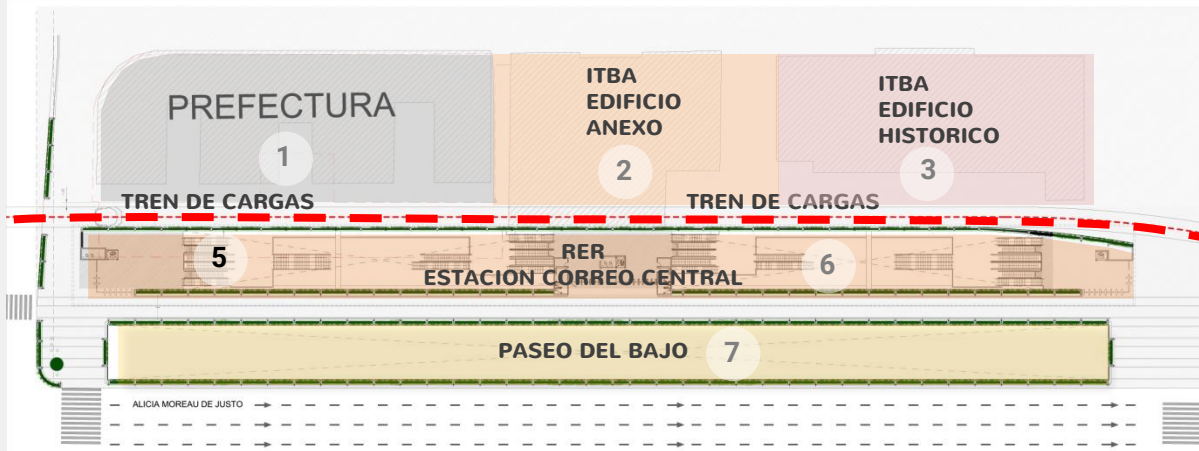 PREFECTURA
1
ITBA
EDIFICIO
ANEXO
2
ITBA
EDIFICIO
HISTORICO
3
TREN DE CARGAS
TREN DE CARGAS
5
RER
ESTACION CORREO CENTRAL
6
PASEO DEL BAJO
7
ALICIA MOREAU DE JUSTO